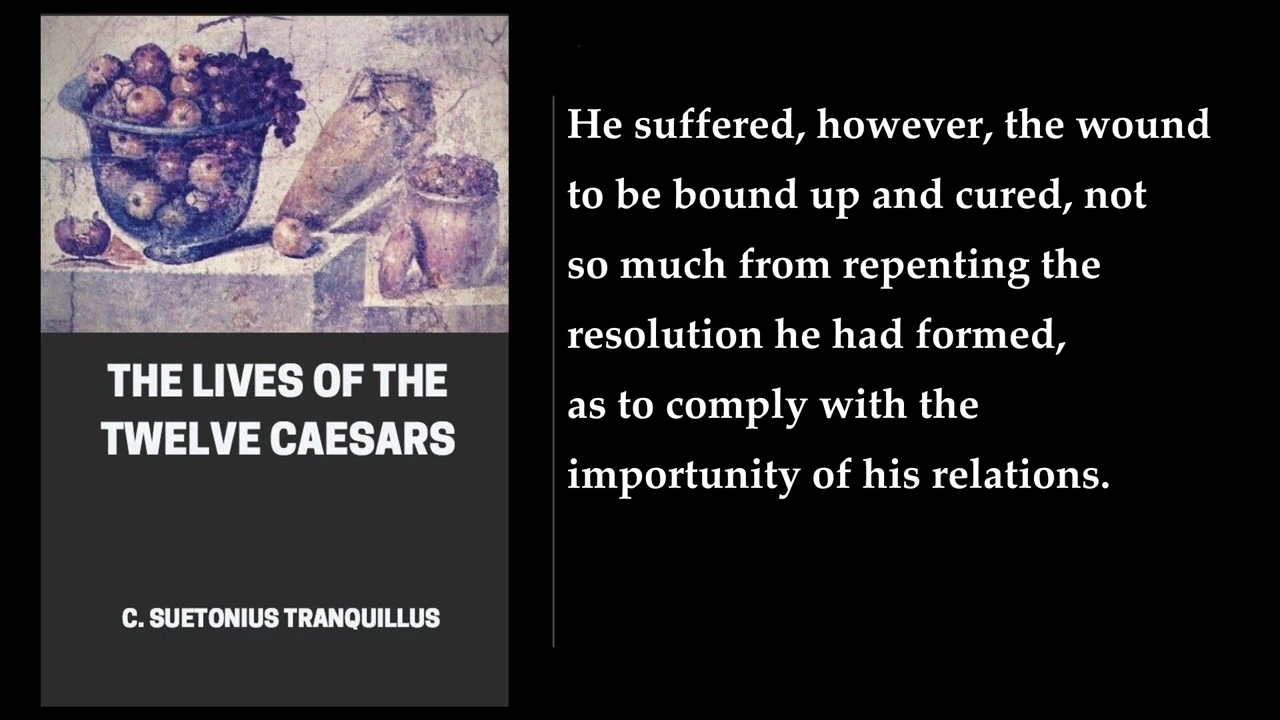 THE LIVES OF THE
TWELVE CAESARS
C. SUETONIUS TRANQUILLUS
He suffered, however, the wound
to be bound up and cured, not
so much from repenting the
resolution he had formed,
as to comply with the
importunity of his relations.